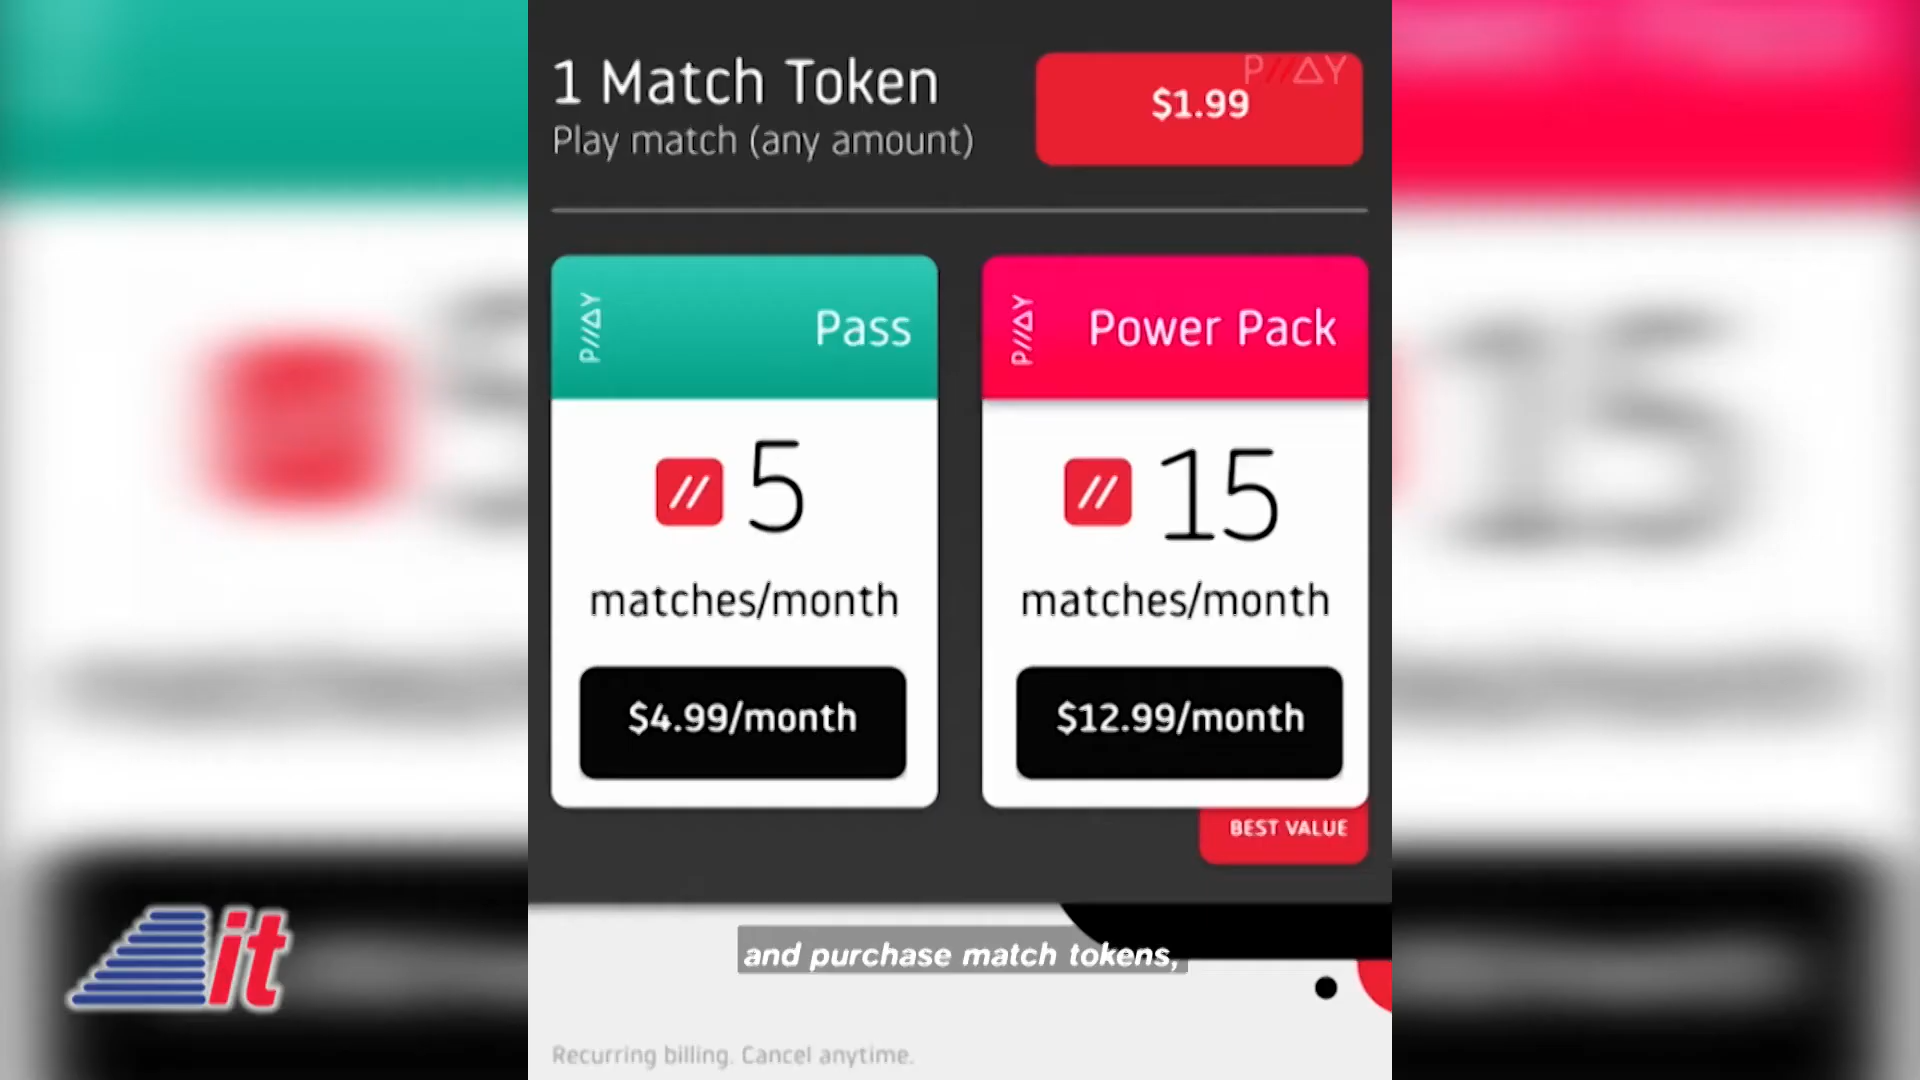 1 Match Token
Play match (any amount)
$1.99
P//ΔY
P//ΔY
Pass
// 5
matches/month
$4.99/month
P//ΔY
Power Pack
// 15
matches/month
$12.99/month
BEST VALUE
and purchase match tokens,
Recurring billing. Cancel anytime.
it